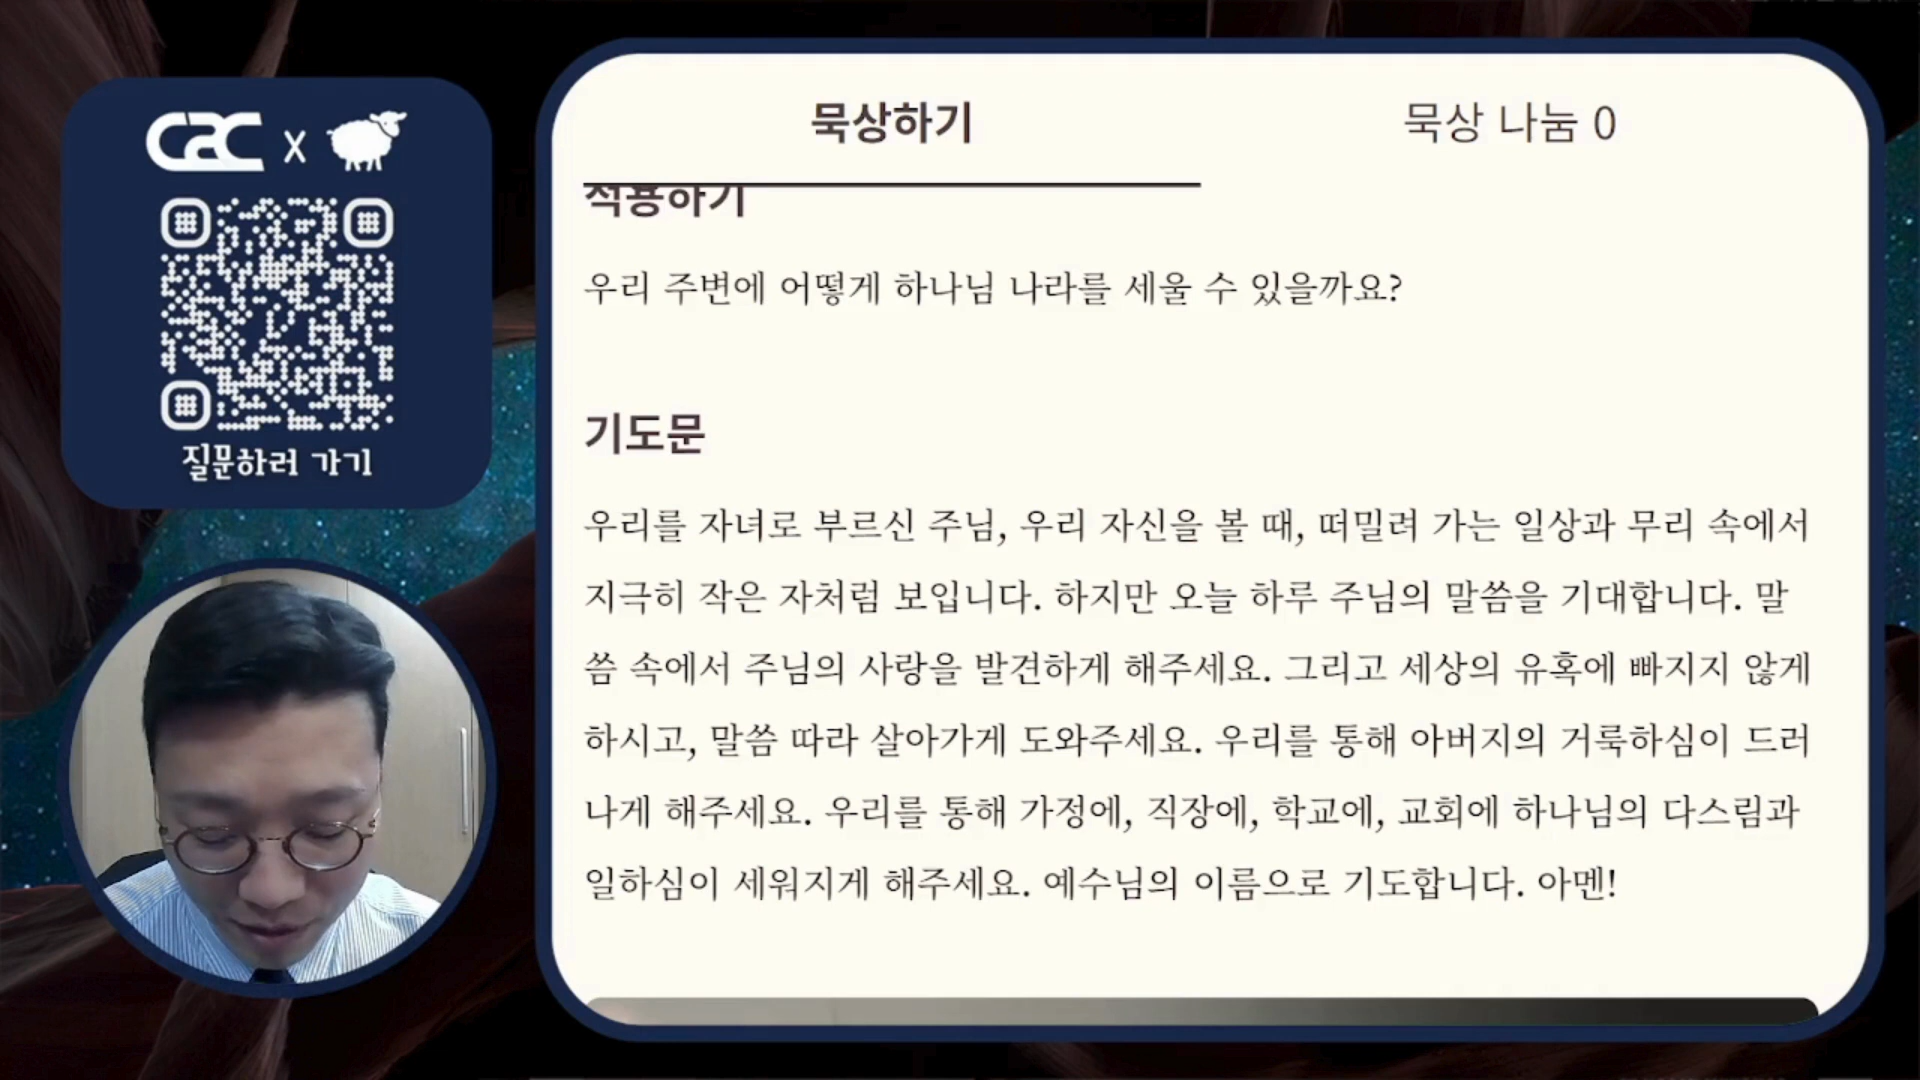 CaC X
질문하러 가기
묵상하기
묵상 나눔 0
적용하기
우리 주변에 어떻게 하나님 나라를 세울 수 있을까요?
기도문
우리를 자녀로 부르신 주님, 우리 자신을 볼 때, 떠밀려 가는 일상과 무리 속에서
지극히 작은 자처럼 보입니다. 하지만 오늘 하루 주님의 말씀을 기대합니다. 말
씀 속에서 주님의 사랑을 발견하게 해주세요. 그리고 세상의 유혹에 빠지지 않게
하시고, 말씀 따라 살아가게 도와주세요. 우리를 통해 아버지의 거룩하심이 드러
나게 해주세요. 우리를 통해 가정에, 직장에, 학교에, 교회에 하나님의 다스림과
일하심이 세워지게 해주세요. 예수님의 이름으로 기도합니다. 아멘!